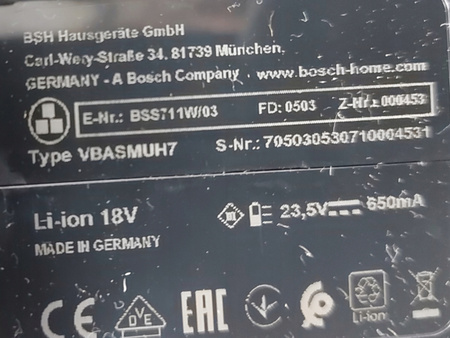 BSH Hausgeräte GmbH
Carl-Wery-Straße 34, 81739 München,
GERMANY - A Bosch Company www.bosch-home.com
E-Nr.: BSS711W/03 FD: 0503 Z-Nr.: 000453
Type VBASMUH7 S-Nr.: 705030530710004531
Li-ion 18V 23,5V 650mA
MADE IN GERMANY
CE DVE EAC Li-ion